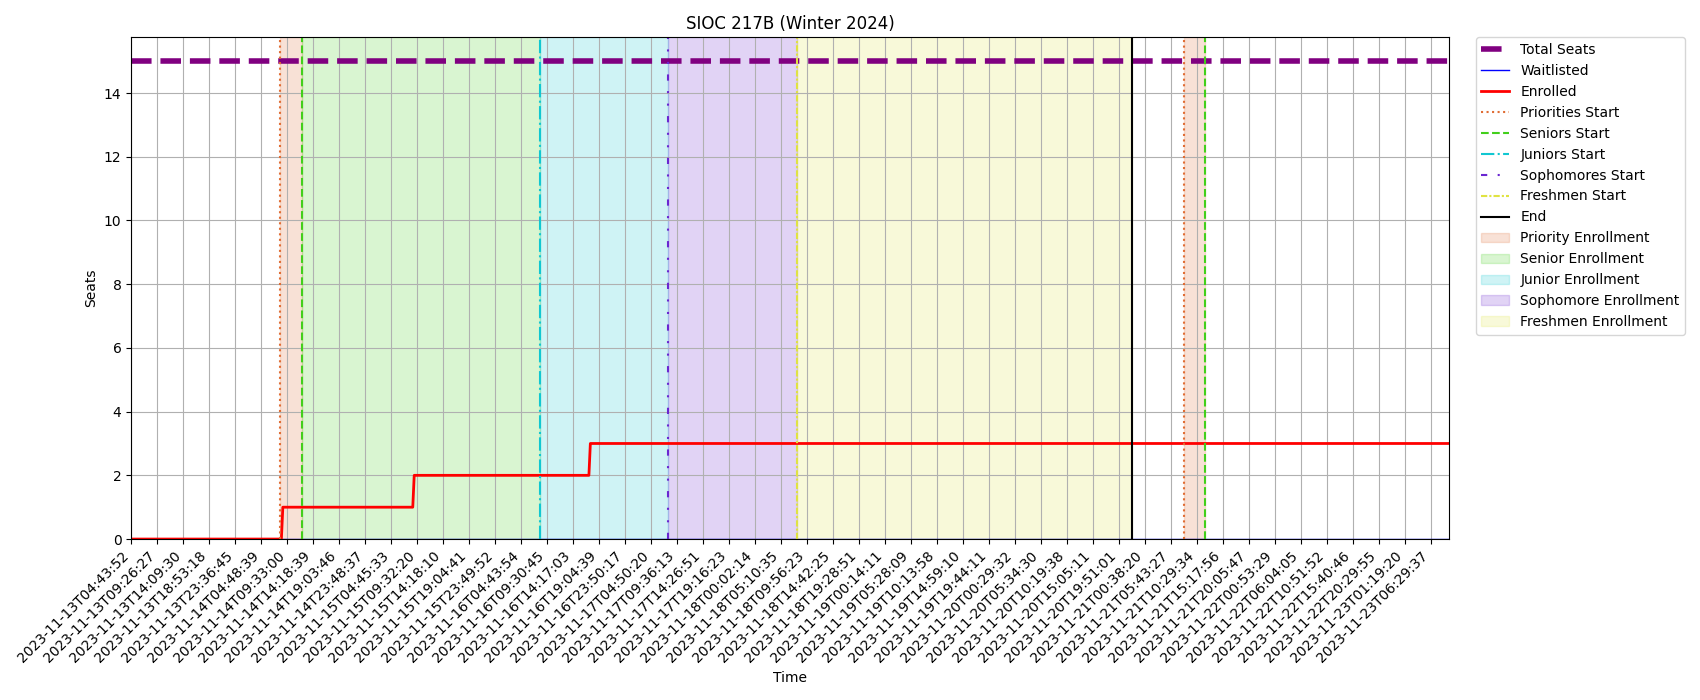 SIOC 217B (Winter 2024)
Total Seats
Waitlisted
Enrolled
Priorities Start
Seniors Start
Juniors Start
Sophomores Start
Freshmen Start
End
Priority Enrollment
Senior Enrollment
Junior Enrollment
Sophomore Enrollment
Freshmen Enrollment
Seats
14
12
10
8
6
4
2
0
2023-11-13T04:43:52
2023-11-13T09:26:27
2023-11-13T14:09:30
2023-11-13T18:53:18
2023-11-13T23:36:45
2023-11-14T04:48:39
2023-11-14T09:33:00
2023-11-14T14:18:39
2023-11-14T19:03:46
2023-11-14T23:48:37
2023-11-15T04:45:33
2023-11-15T09:32:20
2023-11-15T14:18:10
2023-11-15T19:04:41
2023-11-15T23:49:52
2023-11-16T04:43:54
2023-11-16T09:30:45
2023-11-16T14:17:03
2023-11-16T19:04:39
2023-11-16T23:50:17
2023-11-17T04:50:20
2023-11-17T09:36:13
2023-11-17T14:26:51
2023-11-17T19:16:23
2023-11-18T00:02:14
2023-11-18T05:10:35
2023-11-18T09:56:23
2023-11-18T14:42:25
2023-11-18T19:28:51
2023-11-19T00:14:11
2023-11-19T05:28:09
2023-11-19T10:13:58
2023-11-19T14:59:10
2023-11-19T19:44:11
2023-11-20T00:29:32
2023-11-20T05:34:30
2023-11-20T10:19:38
2023-11-20T15:05:11
2023-11-20T19:51:01
2023-11-21T00:38:20
2023-11-21T05:43:27
2023-11-21T10:29:34
2023-11-21T15:17:56
2023-11-21T20:05:47
2023-11-22T00:53:29
2023-11-22T06:04:05
2023-11-22T10:51:52
2023-11-22T15:40:46
2023-11-22T20:29:55
2023-11-23T01:19:20
2023-11-23T06:29:37
Time